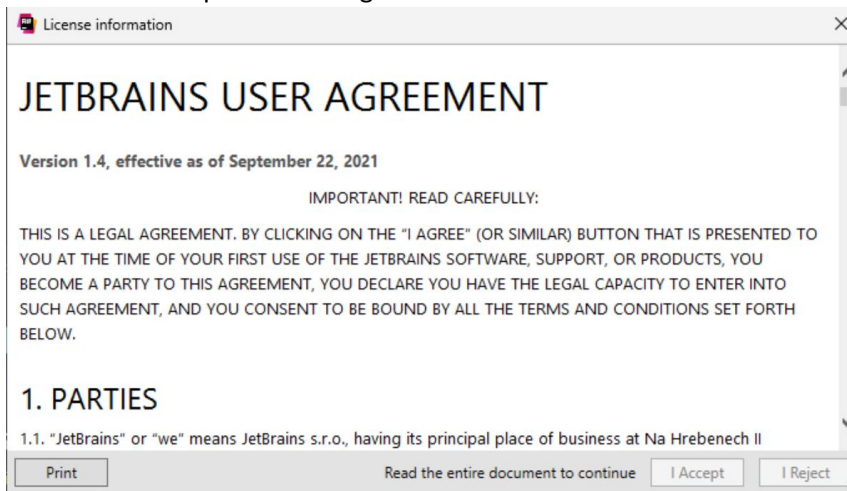 License information
JETBRAINS USER AGREEMENT
Version 1.4, effective as of September 22, 2021
IMPORTANT! READ CAREFULLY:
THIS IS A LEGAL AGREEMENT. BY CLICKING ON THE “I AGREE” (OR SIMILAR) BUTTON THAT IS PRESENTED TO
YOU AT THE TIME OF YOUR FIRST USE OF THE JETBRAINS SOFTWARE, SUPPORT, OR PRODUCTS, YOU
BECOME A PARTY TO THIS AGREEMENT, YOU DECLARE YOU HAVE THE LEGAL CAPACITY TO ENTER INTO
SUCH AGREEMENT, AND YOU CONSENT TO BE BOUND BY ALL THE TERMS AND CONDITIONS SET FORTH
BELOW.
1. PARTIES
1.1. “JetBrains” or “we” means JetBrains s.r.o., having its principal place of business at Na Hrebenech II
Print Read the entire document to continue I Accept I Reject